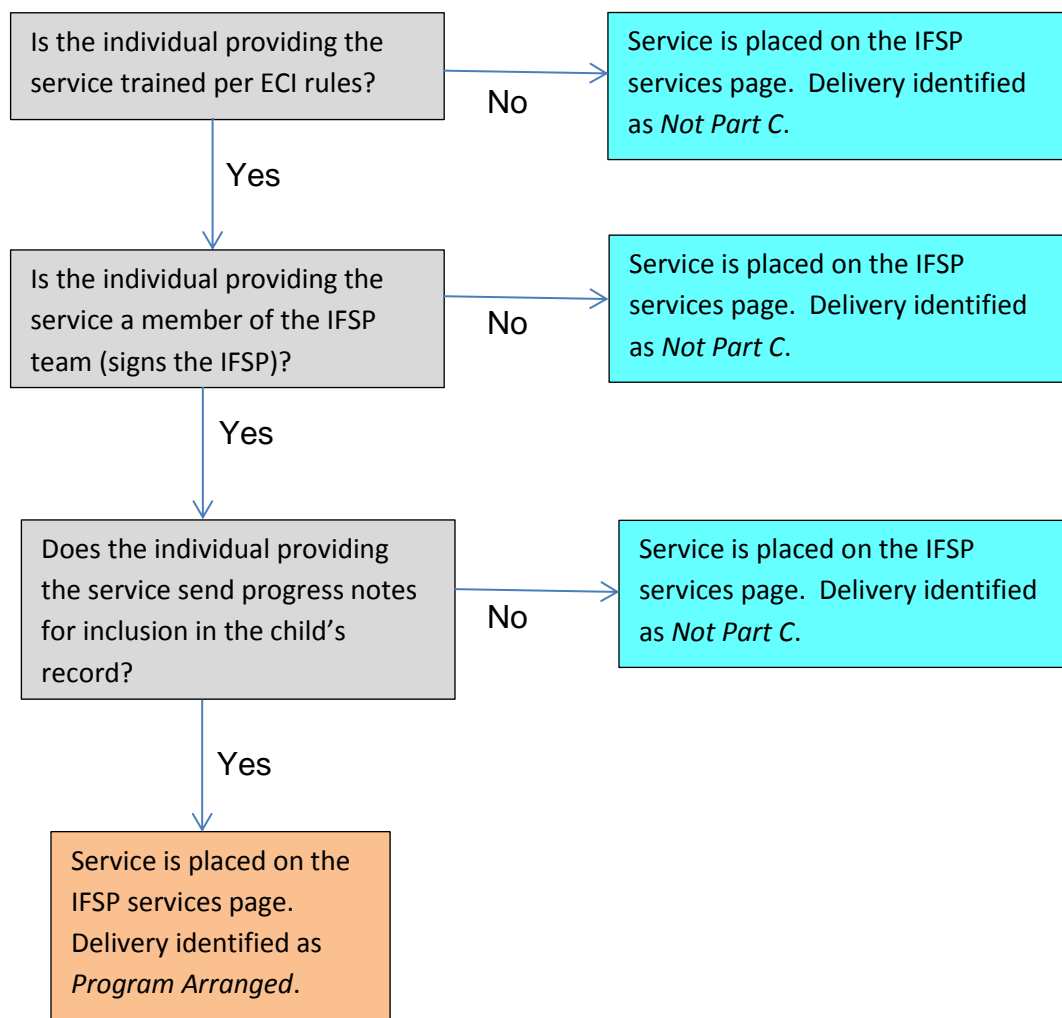 Is the individual providing the
service trained per ECI rules?
No
Service is placed on the IFSP
services page.  Delivery identified
as Not Part C.
Yes
Is the individual providing the
service a member of the IFSP
team (signs the IFSP)?
No
Service is placed on the IFSP
services page.  Delivery identified
as Not Part C.
Yes
Does the individual providing
the service send progress notes
for inclusion in the child’s
record?
No
Service is placed on the IFSP
services page.  Delivery identified
as Not Part C.
Yes
Service is placed on the
IFSP services page.
Delivery identified as
Program Arranged.